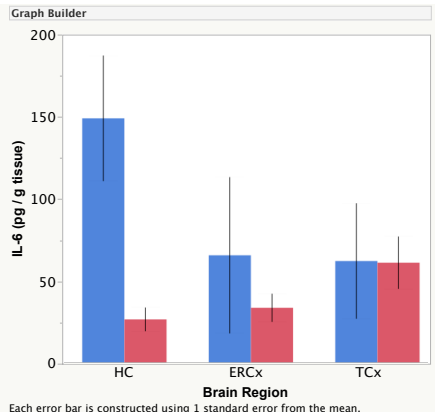 Graph Builder
200
150
100
50
0
IL-6 (pg / g tissue)
HC ERCx TCx
Brain Region
Each error bar is constructed using 1 standard error from the mean.